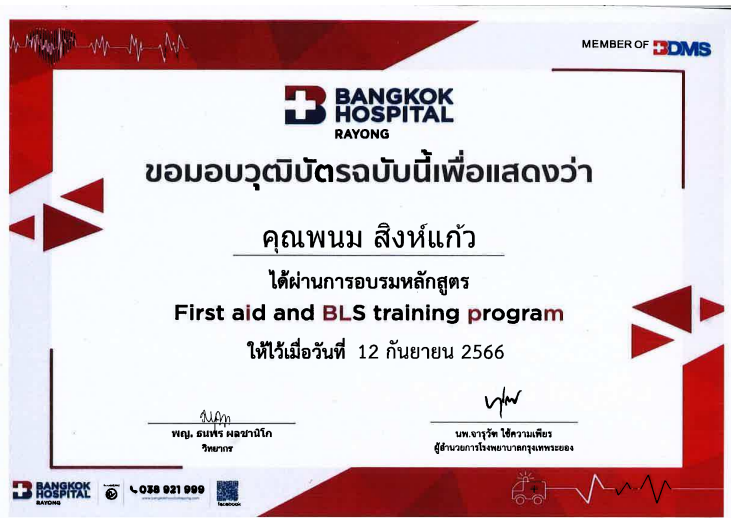 MEMBER OF BDMS
BANGKOK
HOSPITAL
RAYONG
ขอมอบวุฒิบัตรฉบับนี้เพื่อแสดงว่า
คุณพนม สิงห์แก้ว
ได้ผ่านการอบรมหลักสูตร
First aid and BLS training program
ให้ไว้เมื่อวันที่ 12 กันยายน 2566
พญ. ธนพร ผลชานิโก
วิทยากร
นพ.จารุวัฑ ใช้ความเพียร
ผู้อำนวยการโรงพยาบาลกรุงเทพระยอง
BANGKOK
HOSPITAL
RAYONG
038 921 999
facebook